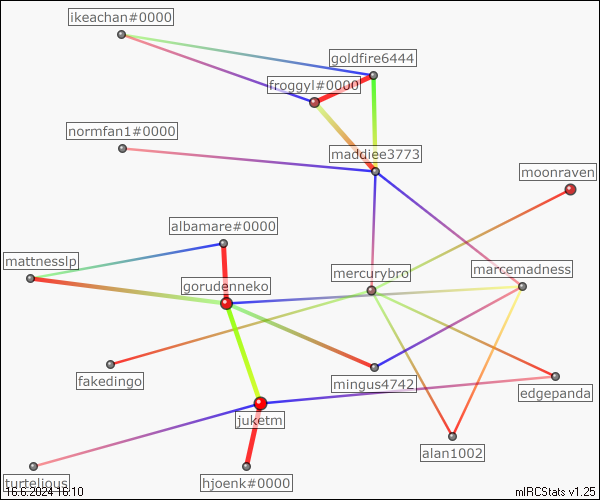 ikeachan#0000
goldfire6444
froggyl#0000
normfan1#0000
maddiee3773
moonraven
albamare#0000
mattnesslp
mercurybro
marcemadness
gorudenneko
fakedingo
mingus4742
edgepanda
juketm
alan1002
turtelious
hjoenk#0000
16.6.2024 16:10
mIRCStats v1.25